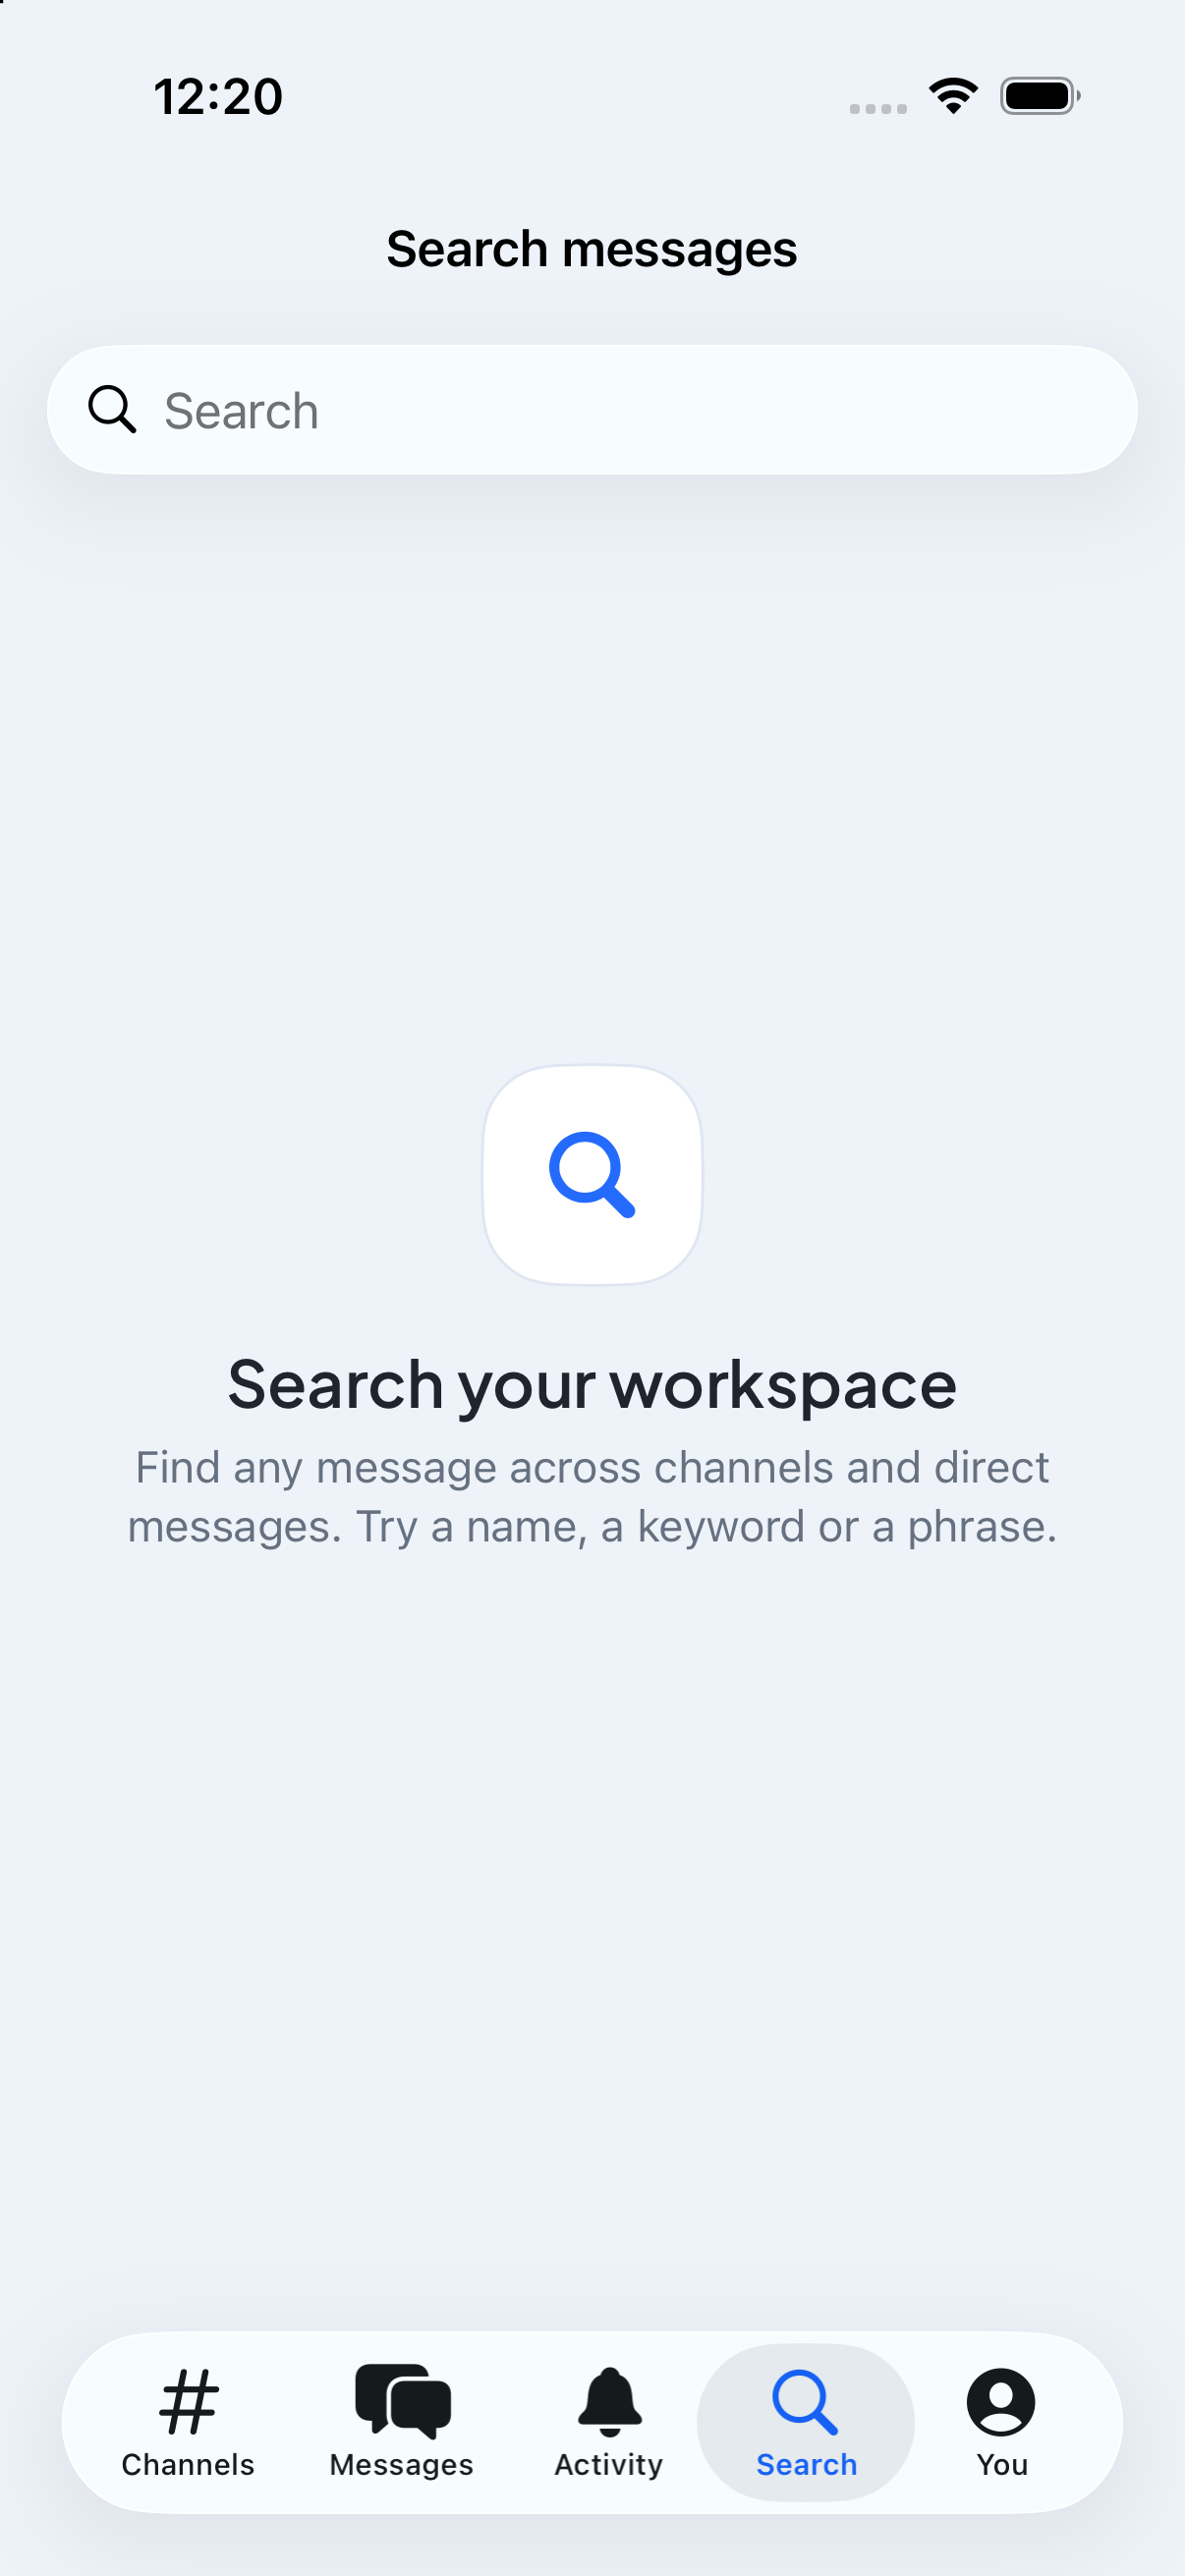 12:20
Search messages
Search
Search your workspace
Find any message across channels and direct
messages. Try a name, a keyword or a phrase.
Channels
Messages
Activity
Search
You